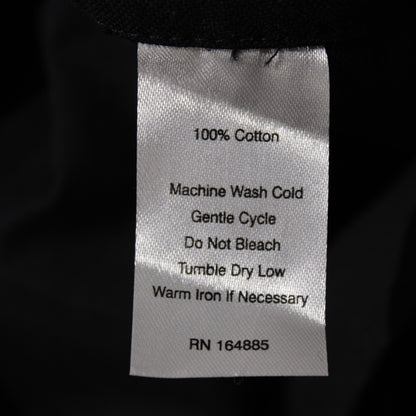 100% Cotton
Machine Wash Cold
Gentle Cycle
Do Not Bleach
Tumble Dry Low
Warm Iron If Necessary
RN 164885